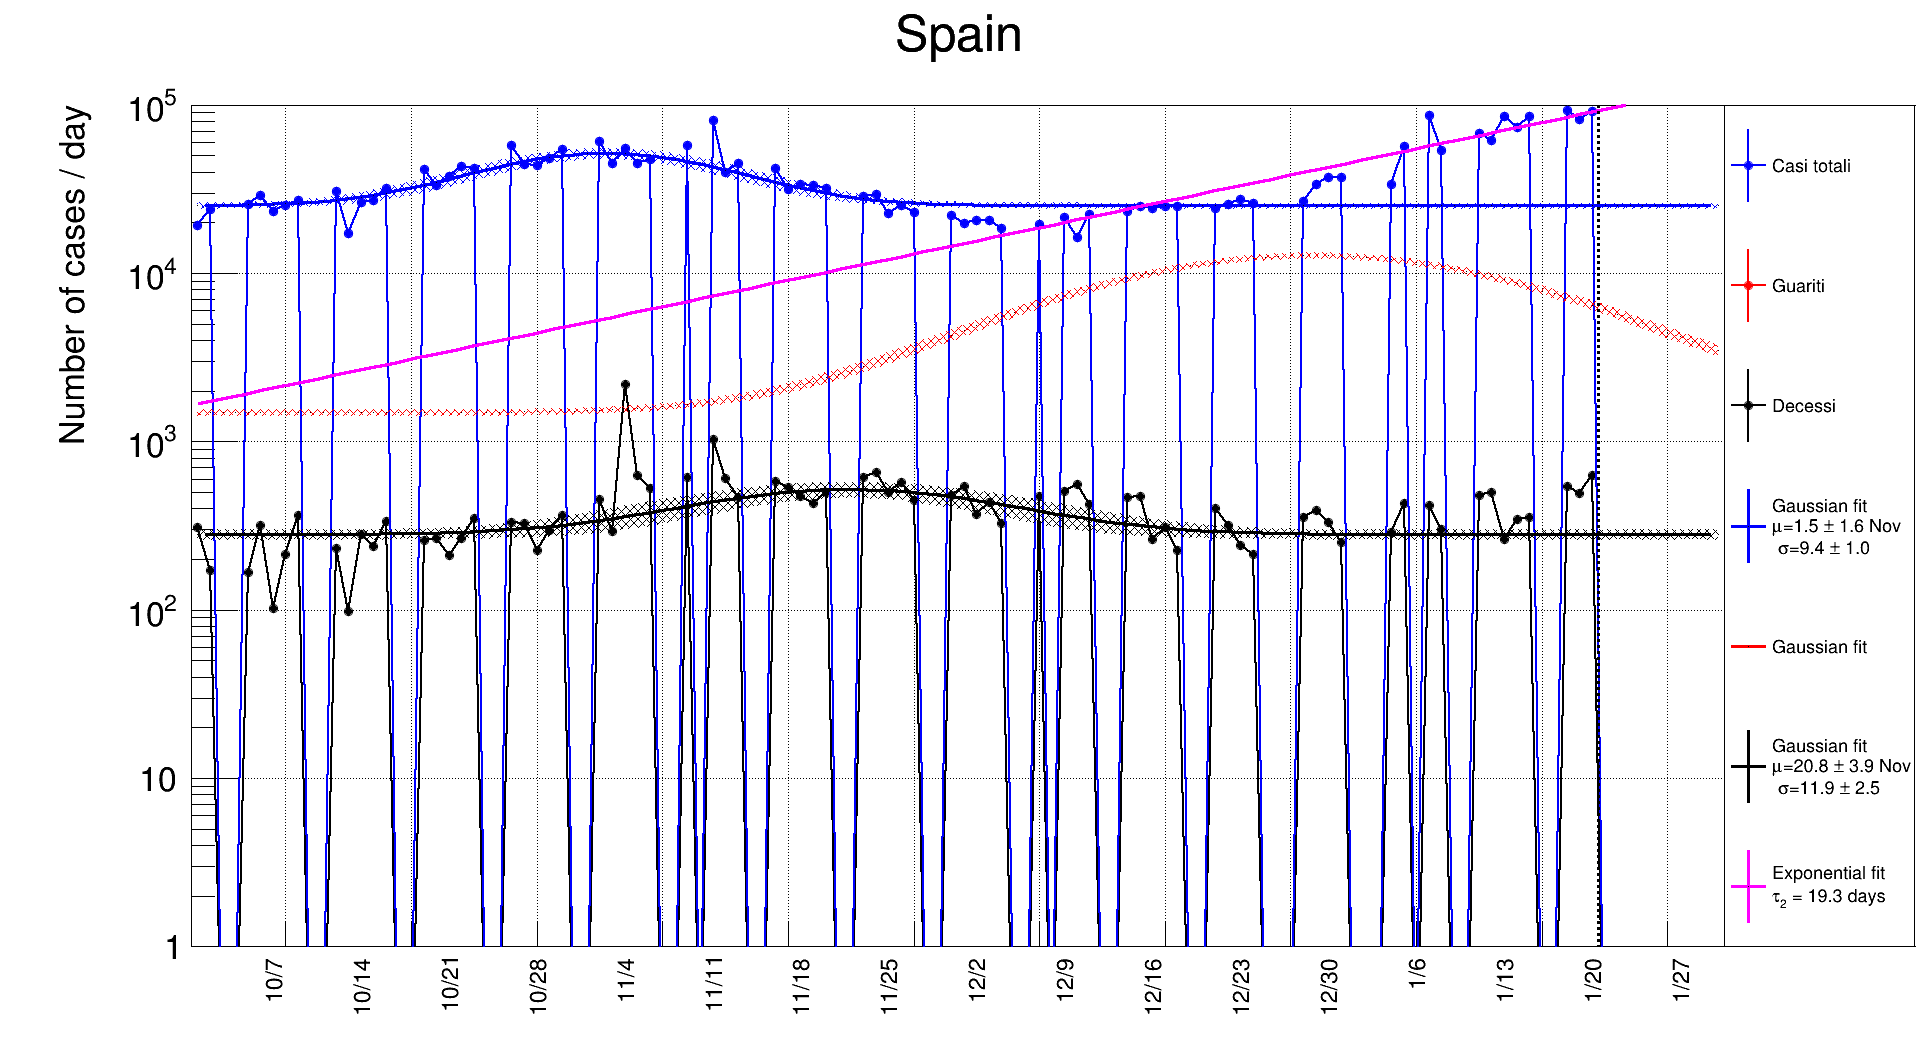 Spain
Number of cases / day
10^5
10^4
10^3
10^2
10
1
10/7
10/14
10/21
10/28
11/4
11/11
11/18
11/25
12/2
12/9
12/16
12/23
12/30
1/6
1/13
1/20
1/27
Casi totali
Guariti
Decessi
Gaussian fit
μ=1.5 ± 1.6 Nov
σ=9.4 ± 1.0
Gaussian fit
Gaussian fit
μ=20.8 ± 3.9 Nov
σ=11.9 ± 2.5
Exponential fit
τ₂ = 19.3 days